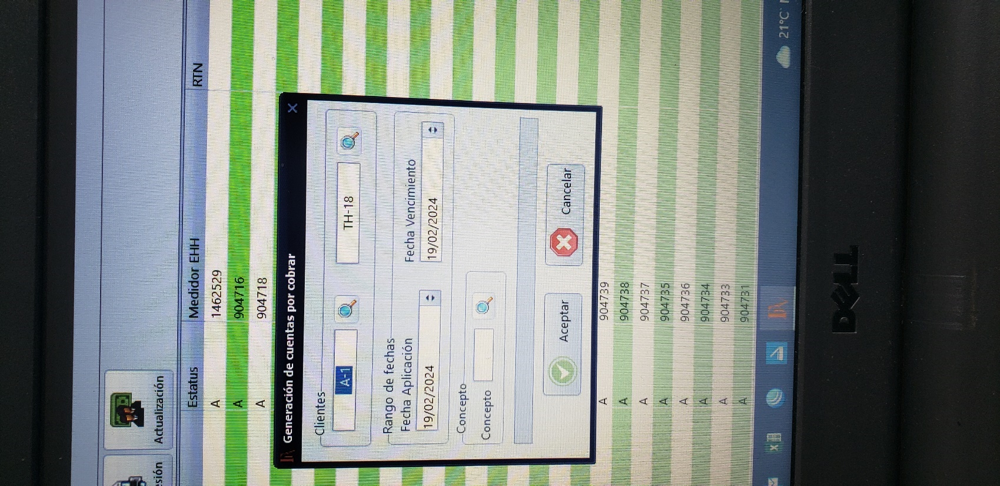 esión
Actualización
Estatus
Medidor EHH
RTN
A
1462529
A
904716
A
904718
Generación de cuentas por cobrar
Clientes
A-1
TH-18
Rango de fechas
Fecha Aplicación
Fecha Vencimiento
19/02/2024
19/02/2024
Concepto
Concepto
Aceptar
Cancelar
A
904739
A
904738
A
904737
A
904735
A
904736
A
904734
A
904733
A
904731
21°C
DELL